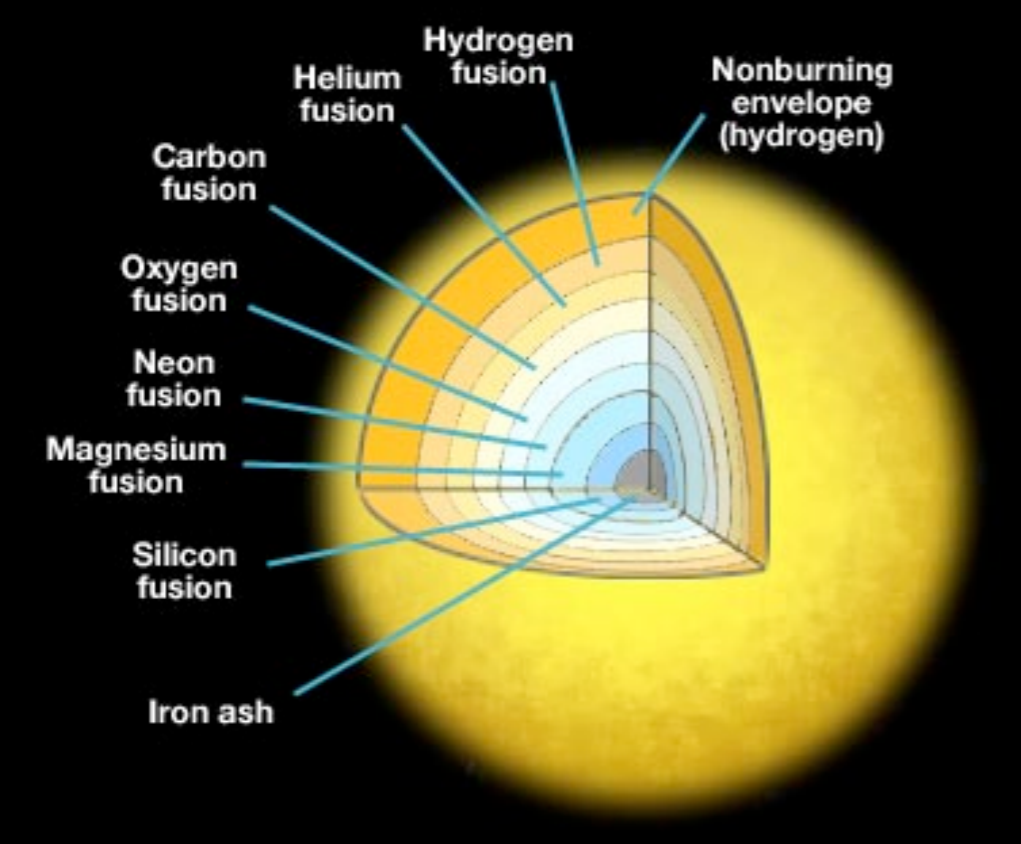 Hydrogen
fusion
Helium
fusion
Nonburning
envelope
(hydrogen)
Carbon
fusion
Oxygen
fusion
Neon
fusion
Magnesium
fusion
Silicon
fusion
Iron ash